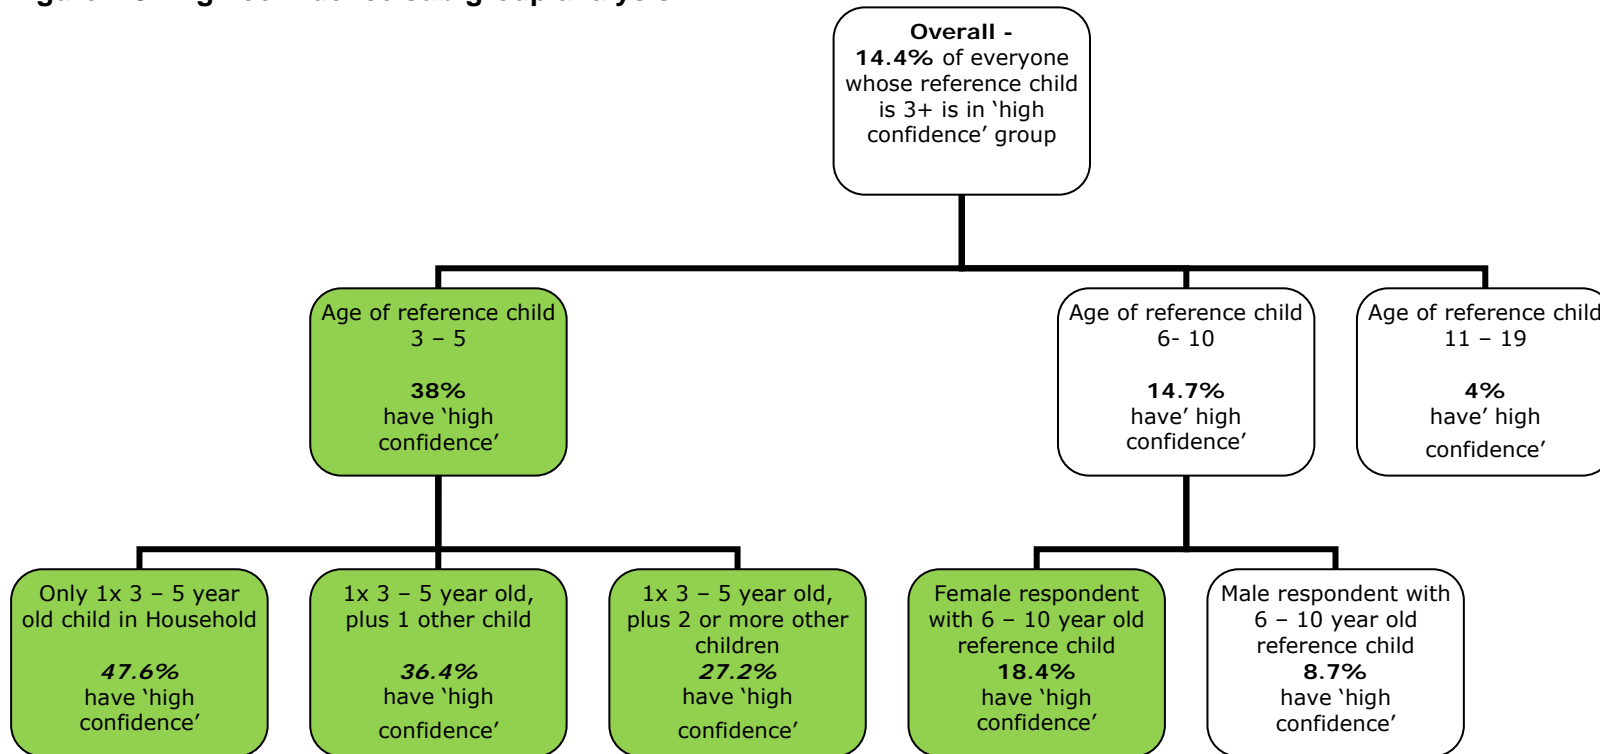 Overall -
14.4% of everyone
whose reference child
is 3+ is in ‘high
confidence’ group
Age of reference child
3 – 5
38%
have ‘high
confidence’
Age of reference child
6- 10
14.7%
have’ high
confidence’
Age of reference child
11 – 19
4%
have’ high
confidence’
Only 1x 3 – 5 year
old child in Household
47.6%
have ‘high
confidence’
1x 3 – 5 year old,
plus 1 other child
36.4%
have ‘high
confidence’
1x 3 – 5 year old,
plus 2 or more other
children
27.2%
have ‘high
confidence’
Female respondent
with 6 – 10 year old
reference child
18.4%
have ‘high
confidence’
Male respondent with
6 – 10 year old
reference child
8.7%
have ‘high
confidence’